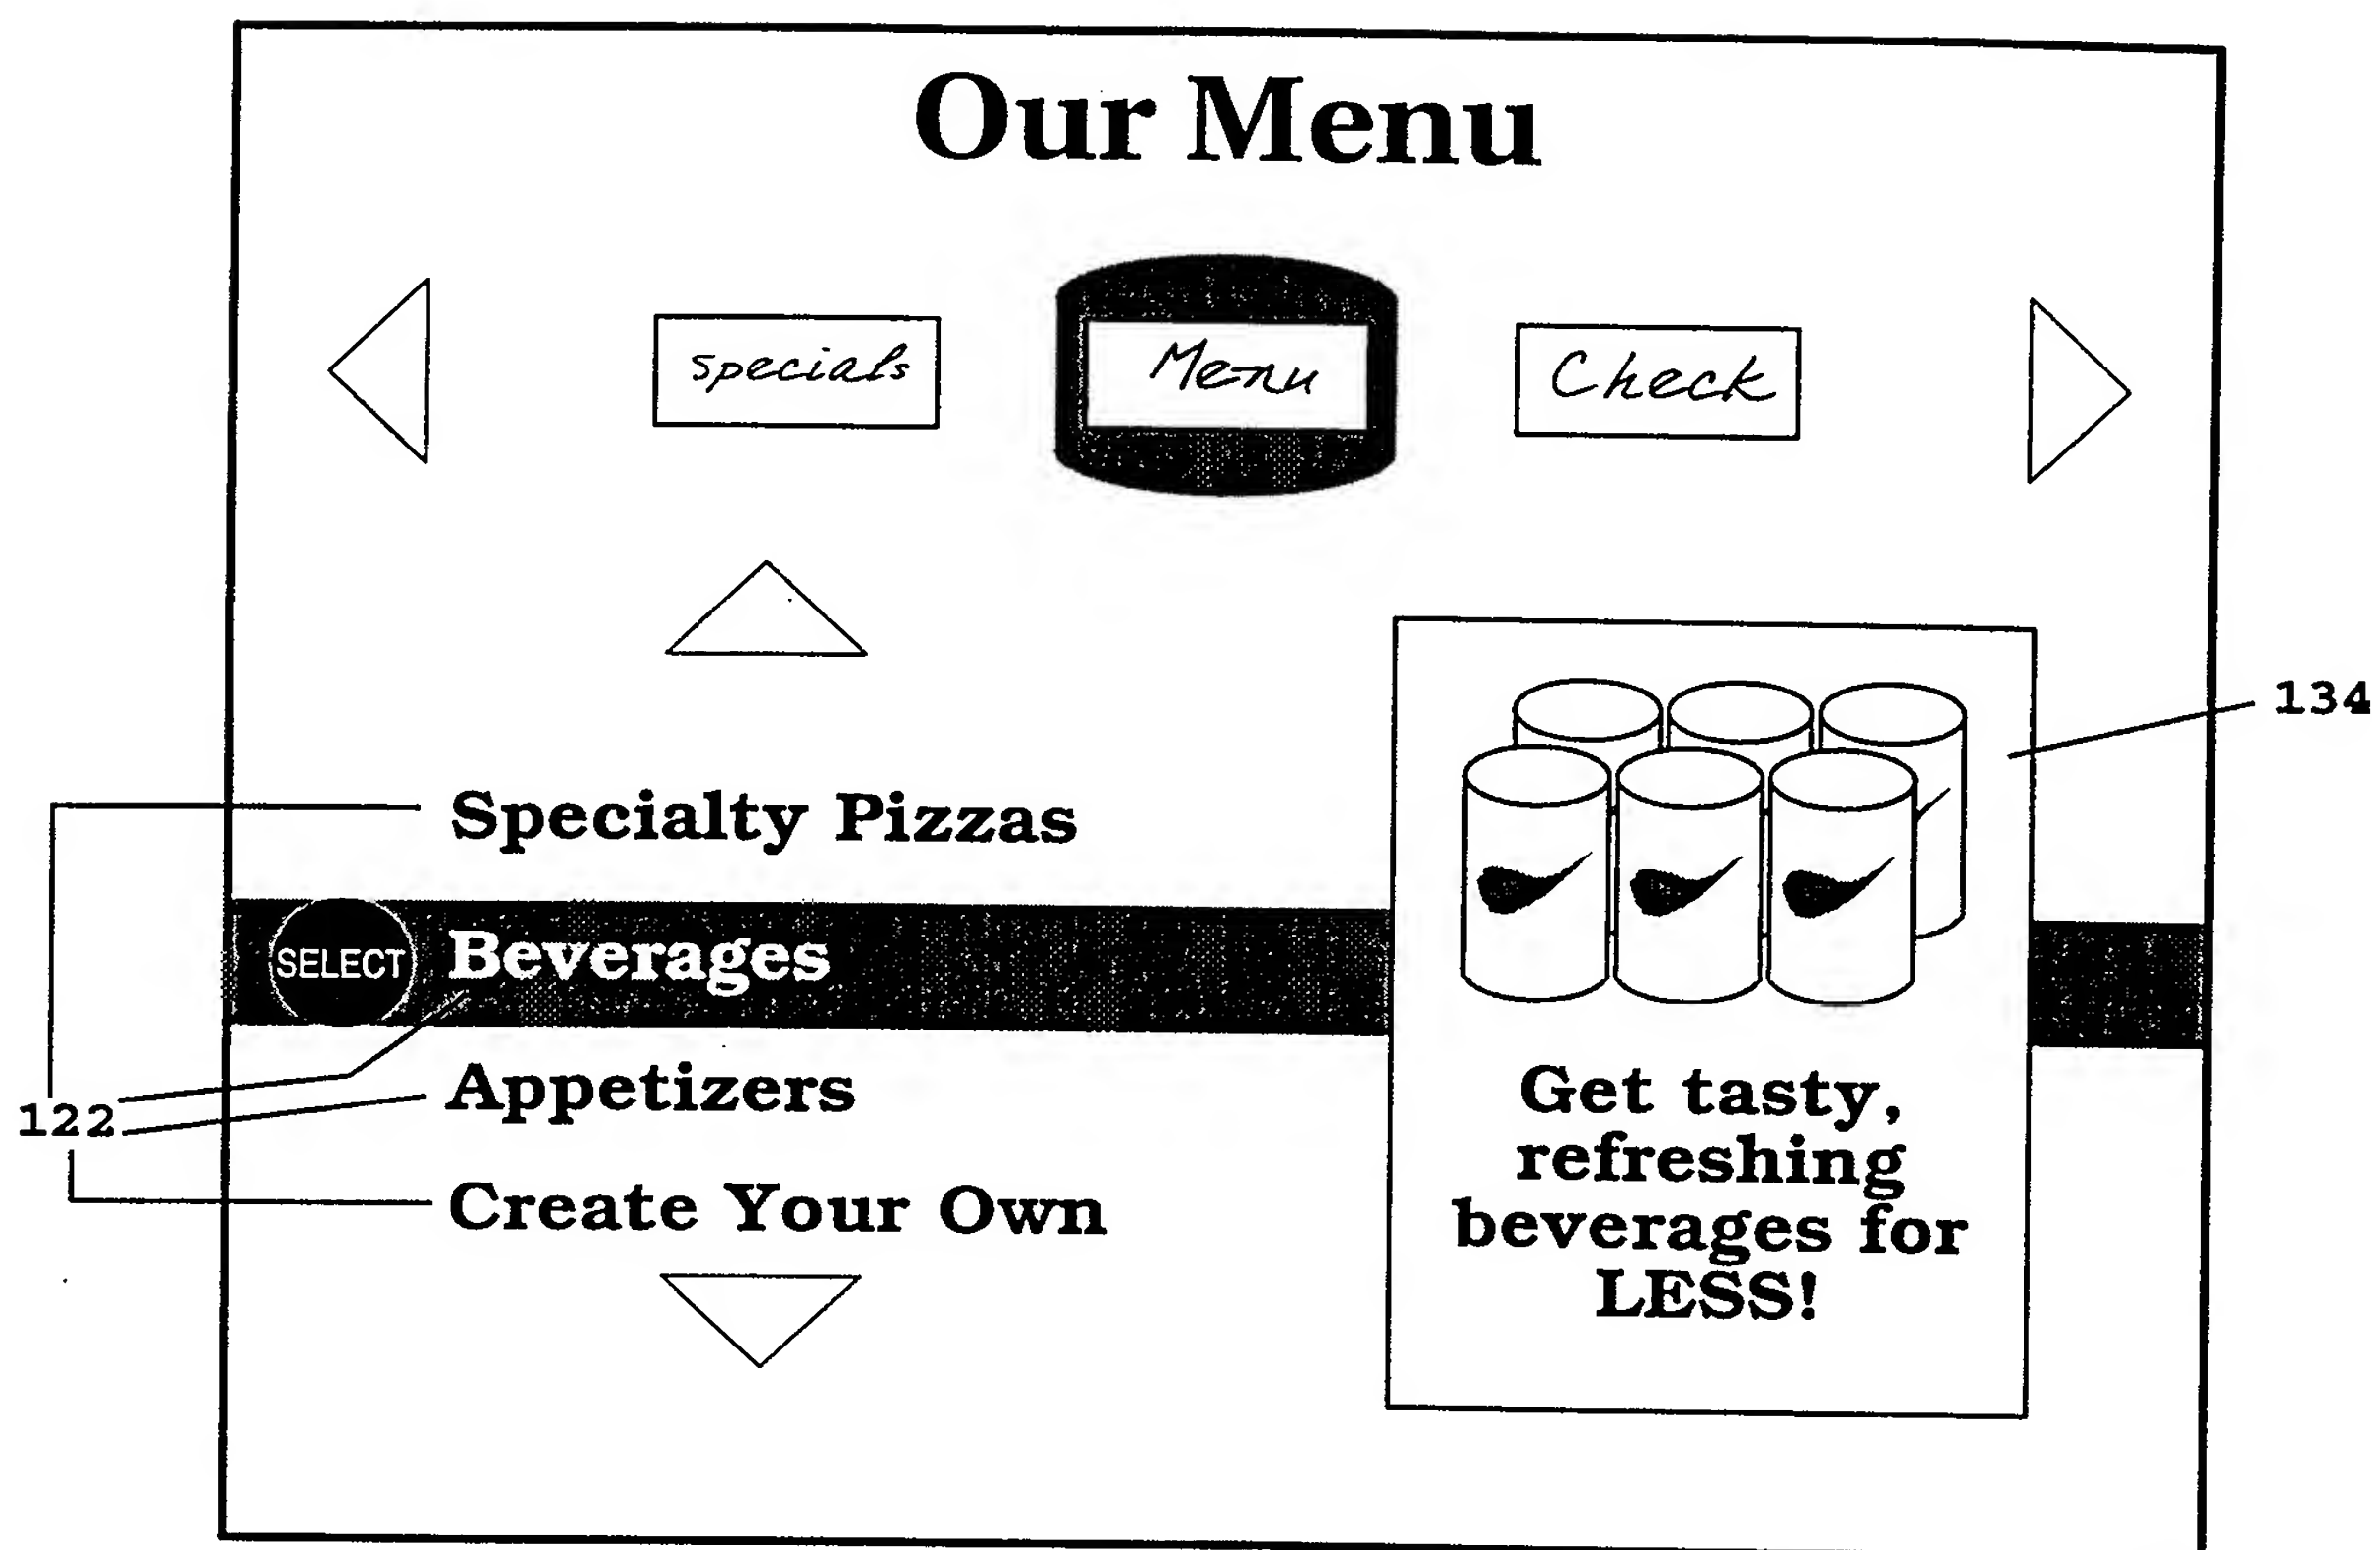 Our Menu
specials
Menu
Check
134
Specialty Pizzas
SELECT Beverages
Appetizers
122
Create Your Own
Get tasty,
refreshing
beverages for
LESS!